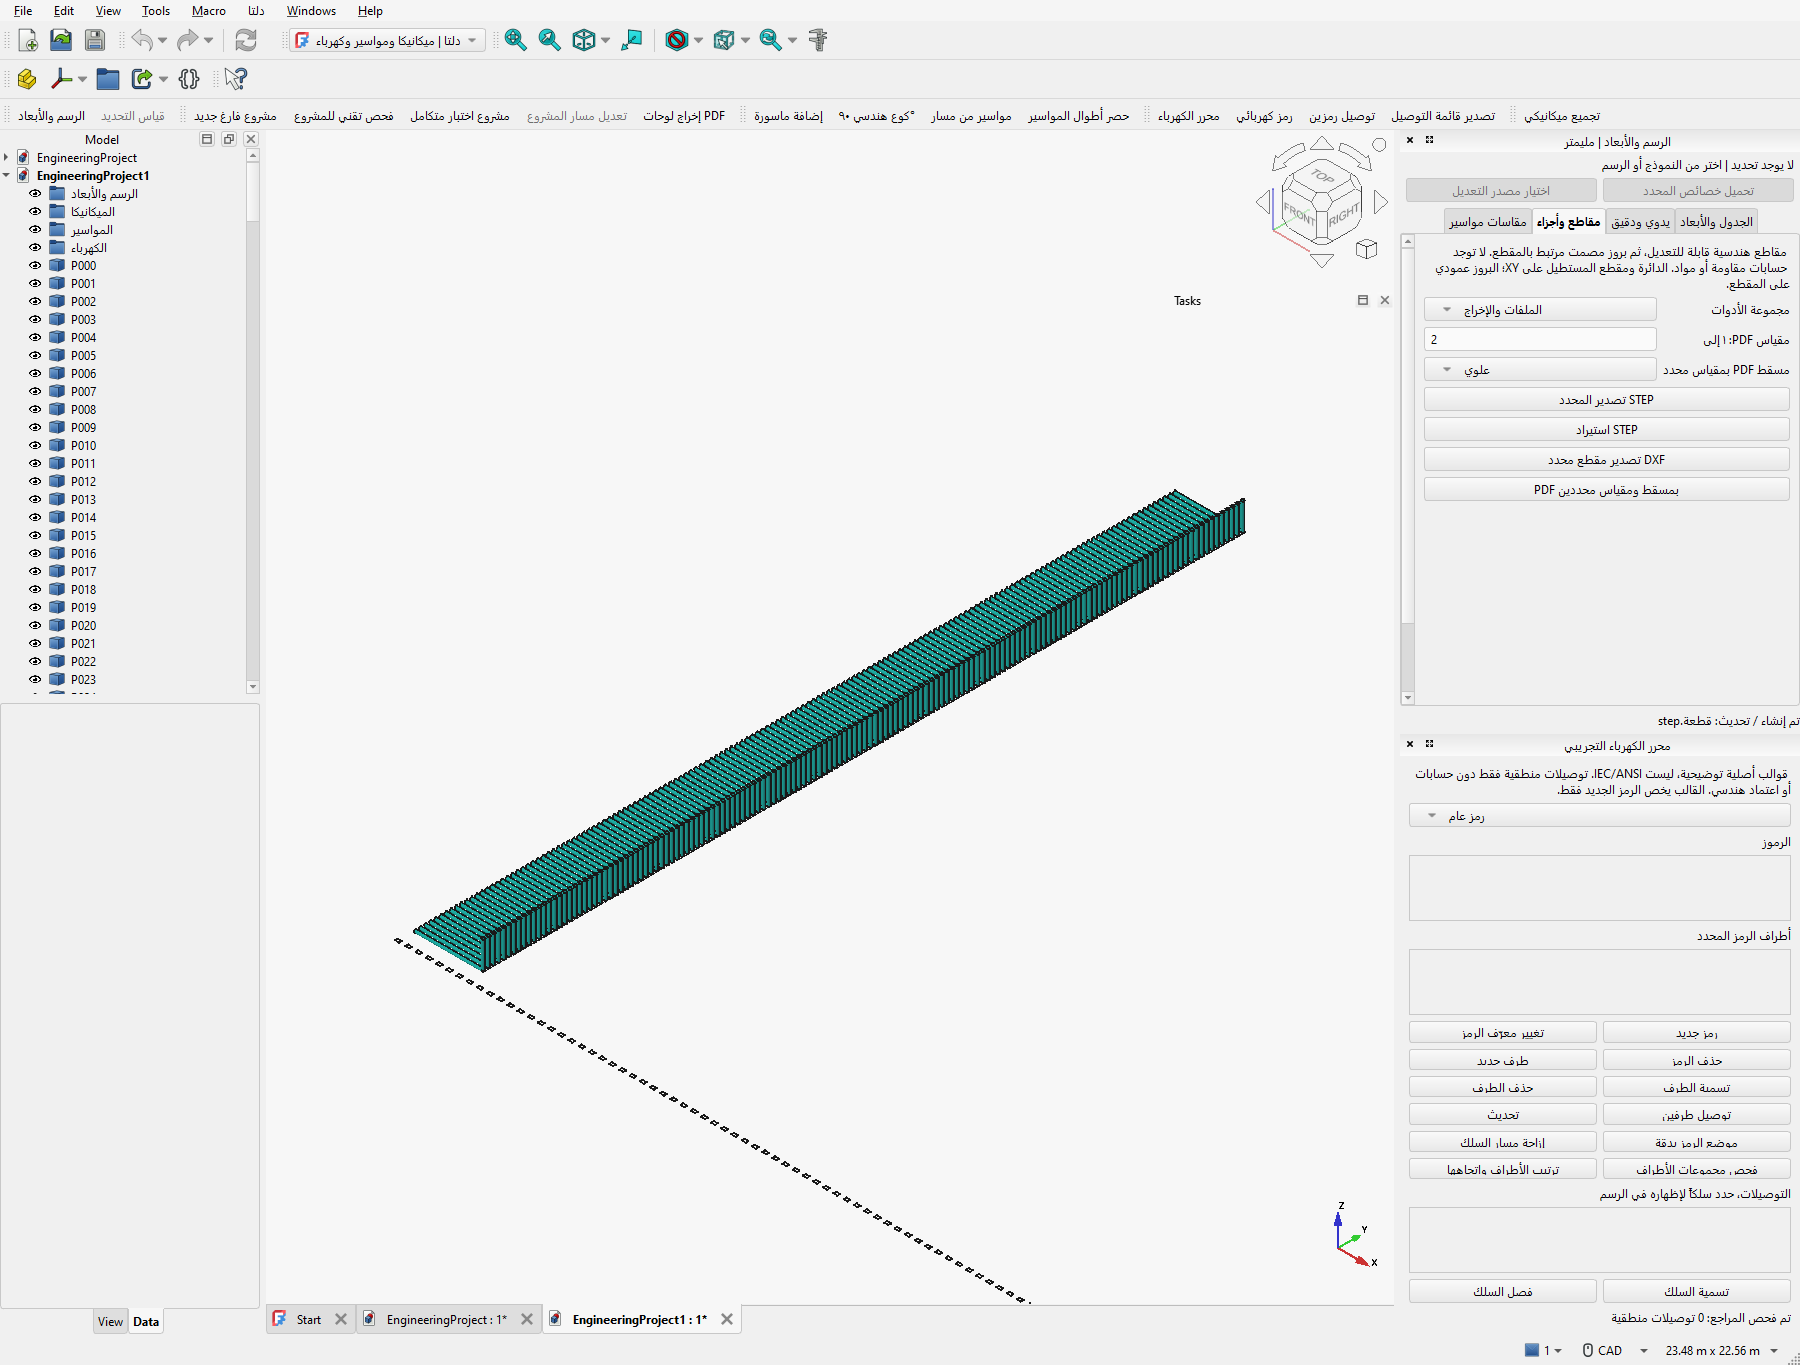 File Edit View Tools Macro دلتا Windows Help
دلتا | ميكانيكا ومواسير وكهرباء
الرسم والأبعاد قياس التحديد مشروع فارغ جديد فحص تقني للمشروع مشروع اختبار متكامل تعديل مسار المشروع PDF إخراج لوحات إضافة ماسورة °كوع هندسي ٩٠ مواسير من مسار حصر أطوال المواسير محرر الكهرباء رمز كهربائي توصيل رمزين تصدير قائمة التوصيل تجميع ميكانيكي
Model
EngineeringProject
EngineeringProject1
الرسم والأبعاد
الميكانيكا
المواسير
الكهرباء
P000
P001
P002
P003
P004
P005
P006
P007
P008
P009
P010
P011
P012
P013
P014
P015
P016
P017
P018
P019
P020
P021
P022
P023
View Data
TOP
FRONT RIGHT
Tasks
Z
Y
X
Start EngineeringProject : 1* EngineeringProject1 : 1*
الرسم والأبعاد | مليمتر
لا يوجد تحديد | اختر من النموذج أو الرسم
تحميل خصائص المحدد اختيار مصدر التعديل
الجدول والأبعاد يدوي ودقيق مقاطع وأجزاء مقاسات مواسير
مقاطع هندسية قابلة للتعديل، ثم بروز مصمت مرتبط بالمقطع. لا توجد
حسابات مقاومة أو مواد. الدائرة ومقطع المستطيل على XY؛ البروز عمودي
على المقطع.
مجموعة الأدوات الملفات والإخراج
مقياس PDF:١ إلى 2
مسقط PDF بمقياس محدد علوي
STEP تصدير المحدد
STEP استيراد
DXF تصدير مقطع محدد
بمسقط ومقياس محددين PDF
تم إنشاء / تحديث: قطعة.step
محرر الكهرباء التجريبي
قوالب أصلية توضيحية، ليست IEC/ANSI. توصيلات منطقية فقط دون حسابات
أو اعتماد هندسي. القالب يخص الرمز الجديد فقط.
رمز عام
الرموز
أطراف الرمز المحدد
رمز جديد تغيير معرّف الرمز
حذف الرمز طرف جديد
تسمية الطرف حذف الطرف
توصيل طرفين تحديث
موضع الرمز بدقة إزاحة مسار السلك
فحص مجموعات الأطراف ترتيب الأطراف واتجاهها
التوصيلات، حدد سلكاً لإظهاره في الرسم
تسمية السلك فصل السلك
تم فحص المراجع: 0 توصيلات منطقية
1 CAD 23.48 m x 22.56 m